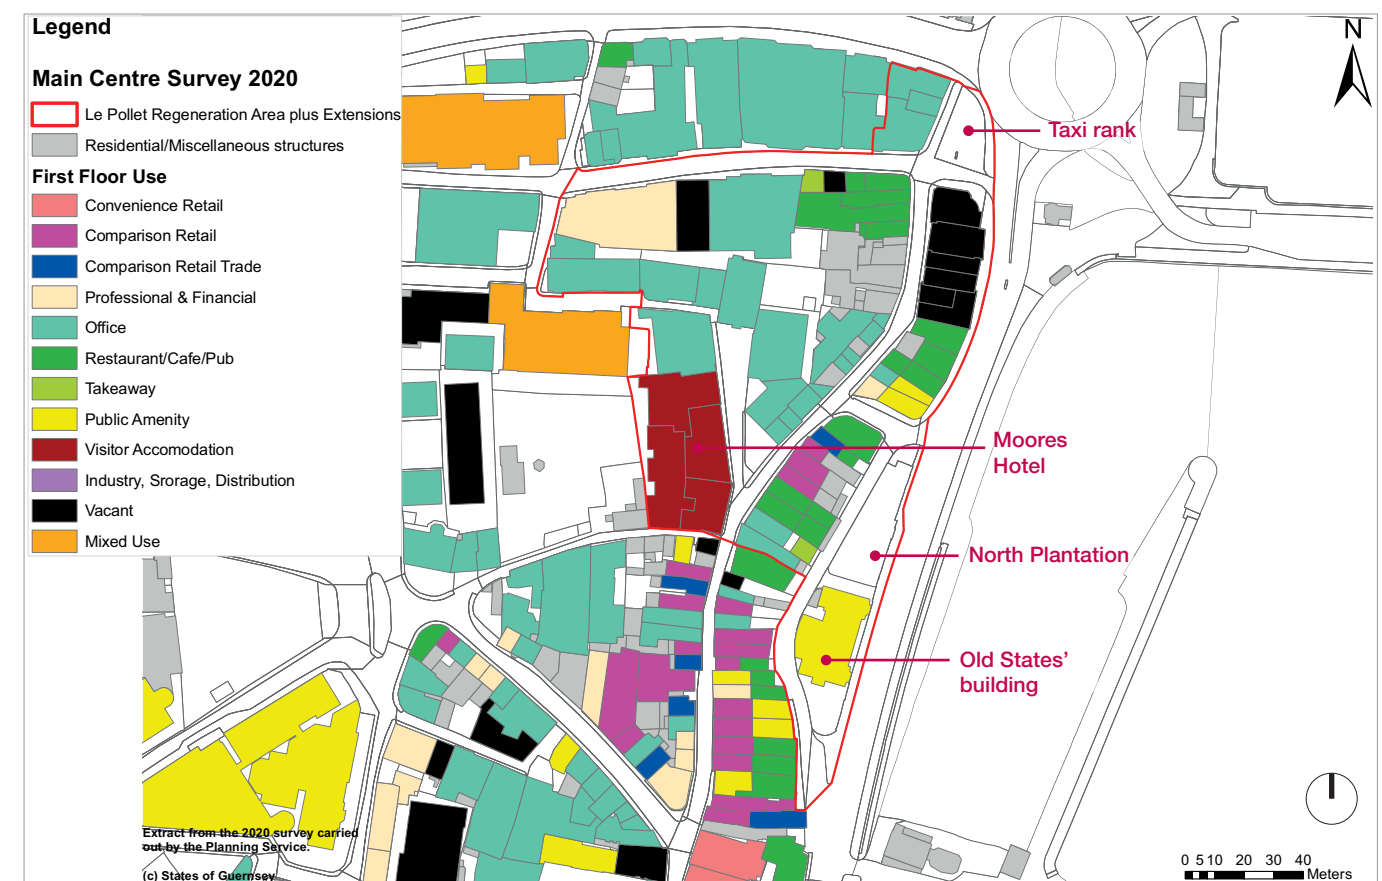 Legend
Main Centre Survey 2020
Le Pollet Regeneration Area plus Extensions
Residential/Miscellaneous structures
First Floor Use
Convenience Retail
Comparison Retail
Comparison Retail Trade
Professional & Financial
Office
Restaurant/Cafe/Pub
Takeaway
Public Amenity
Visitor Accomodation
Industry, Srorage, Distribution
Vacant
Mixed Use
N
Taxi rank
Moores
Hotel
North Plantation
Old States’
building
Extract from the 2020 survey carried
out by the Planning Service.
(c) States of Guernsey
0 5 10 20 30 40
Meters